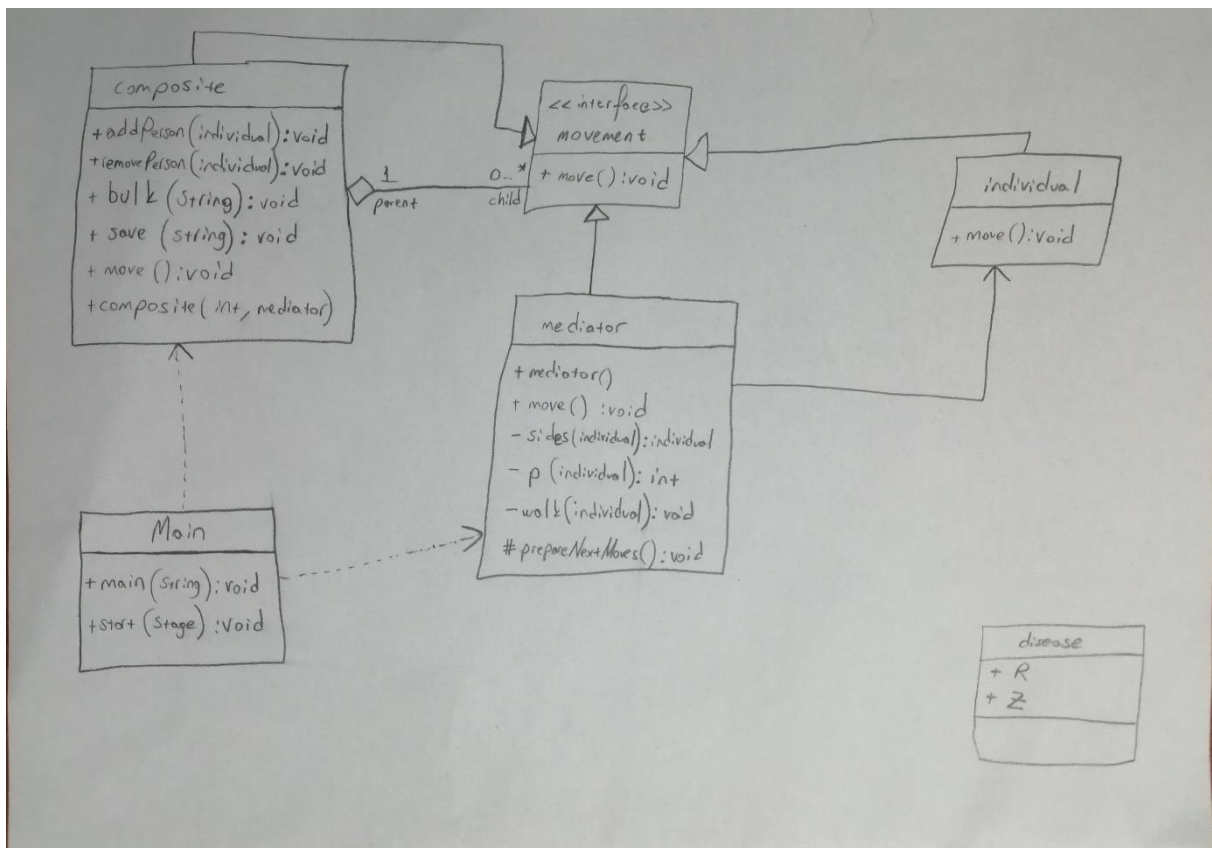 composite
+addPerson(individual):void
+removePerson(individual):void
+ bulk (string): void
+ save (string): void
+ move ():void
+composite(int, mediator)
1
parent
0..*
child
<<interface>>
movement
+ move():void
individual
+ move():void
mediator
+ mediator()
+ move() :void
- sides(individual):individual
- p (individual): int
- walk(individual): void
# prepareNextMoves():void
Main
+ main(string): void
+start (Stage) :void
disease
+ R
+ Z